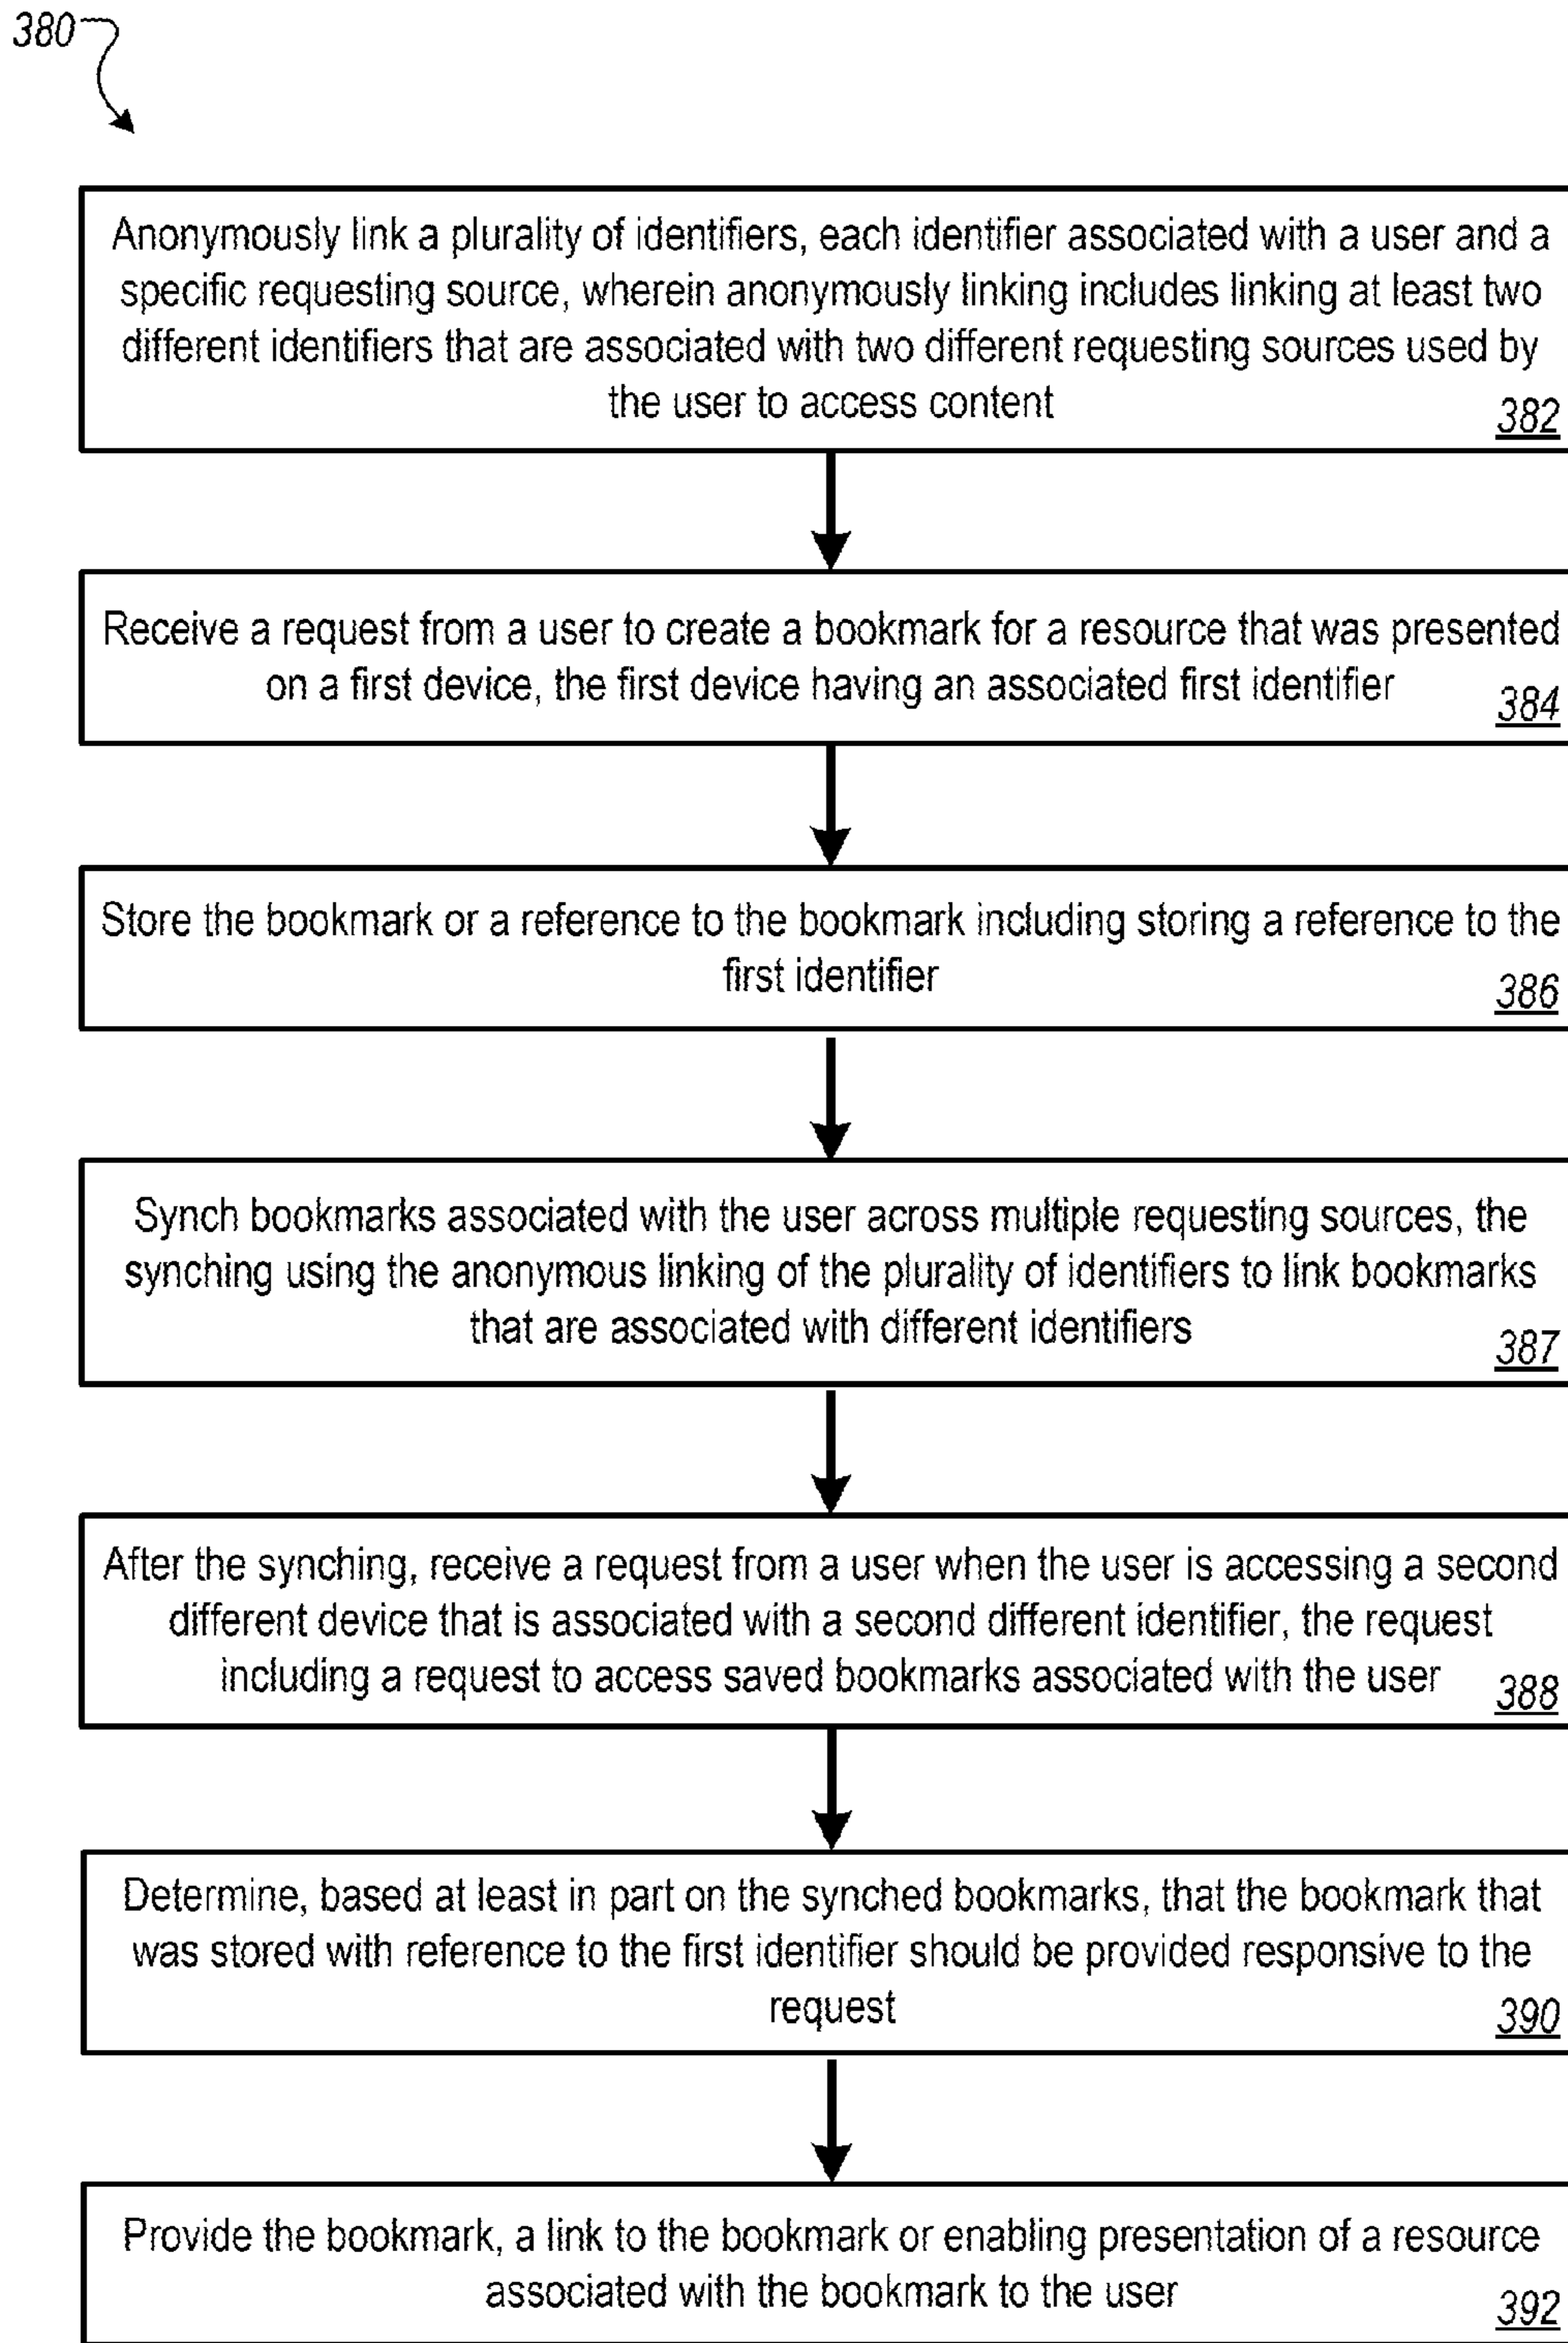 380
Anonymously link a plurality of identifiers, each identifier associated with a user and a
specific requesting source, wherein anonymously linking includes linking at least two
different identifiers that are associated with two different requesting sources used by
the user to access content
382
Receive a request from a user to create a bookmark for a resource that was presented
on a first device, the first device having an associated first identifier
384
Store the bookmark or a reference to the bookmark including storing a reference to the
first identifier
386
Synch bookmarks associated with the user across multiple requesting sources, the
synching using the anonymous linking of the plurality of identifiers to link bookmarks
that are associated with different identifiers
387
After the synching, receive a request from a user when the user is accessing a second
different device that is associated with a second different identifier, the request
including a request to access saved bookmarks associated with the user
388
Determine, based at least in part on the synched bookmarks, that the bookmark that
was stored with reference to the first identifier should be provided responsive to the
request
390
Provide the bookmark, a link to the bookmark or enabling presentation of a resource
associated with the bookmark to the user
392